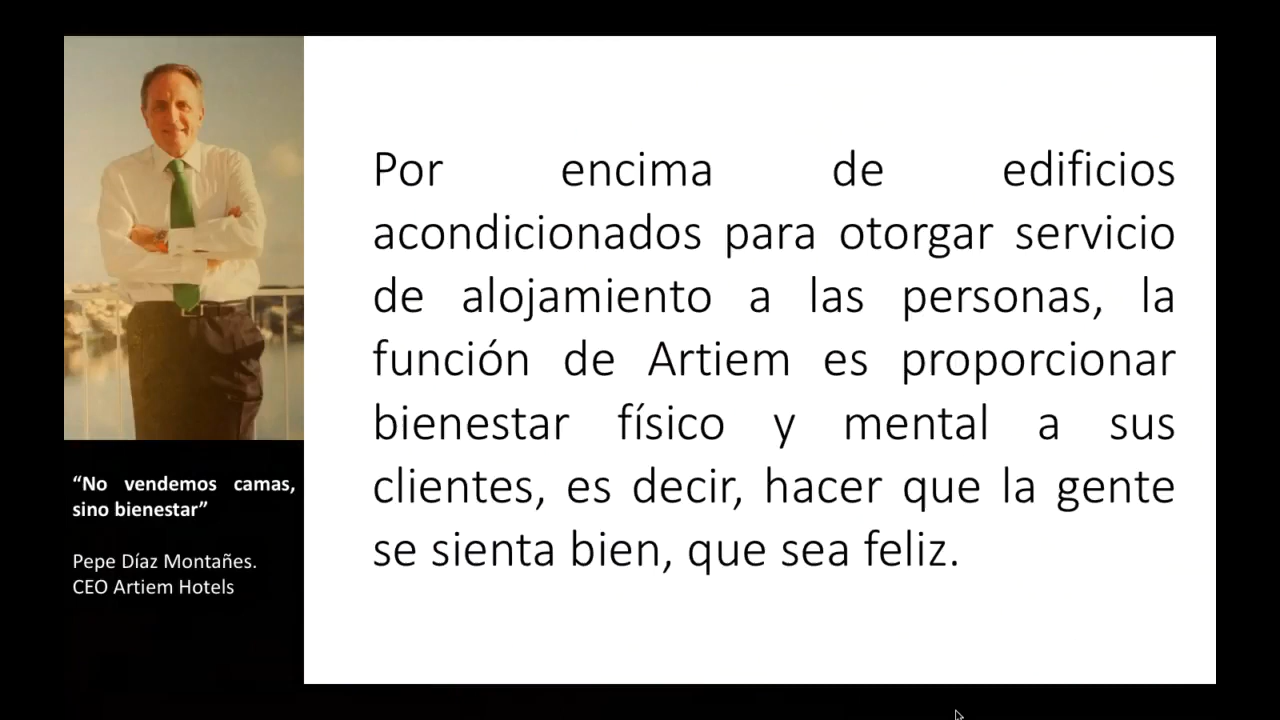 “No vendemos camas,
sino bienestar”
Pepe Díaz Montañes.
CEO Artiem Hotels
Por encima de edificios
acondicionados para otorgar servicio
de alojamiento a las personas, la
función de Artiem es proporcionar
bienestar físico y mental a sus
clientes, es decir, hacer que la gente
se sienta bien, que sea feliz.